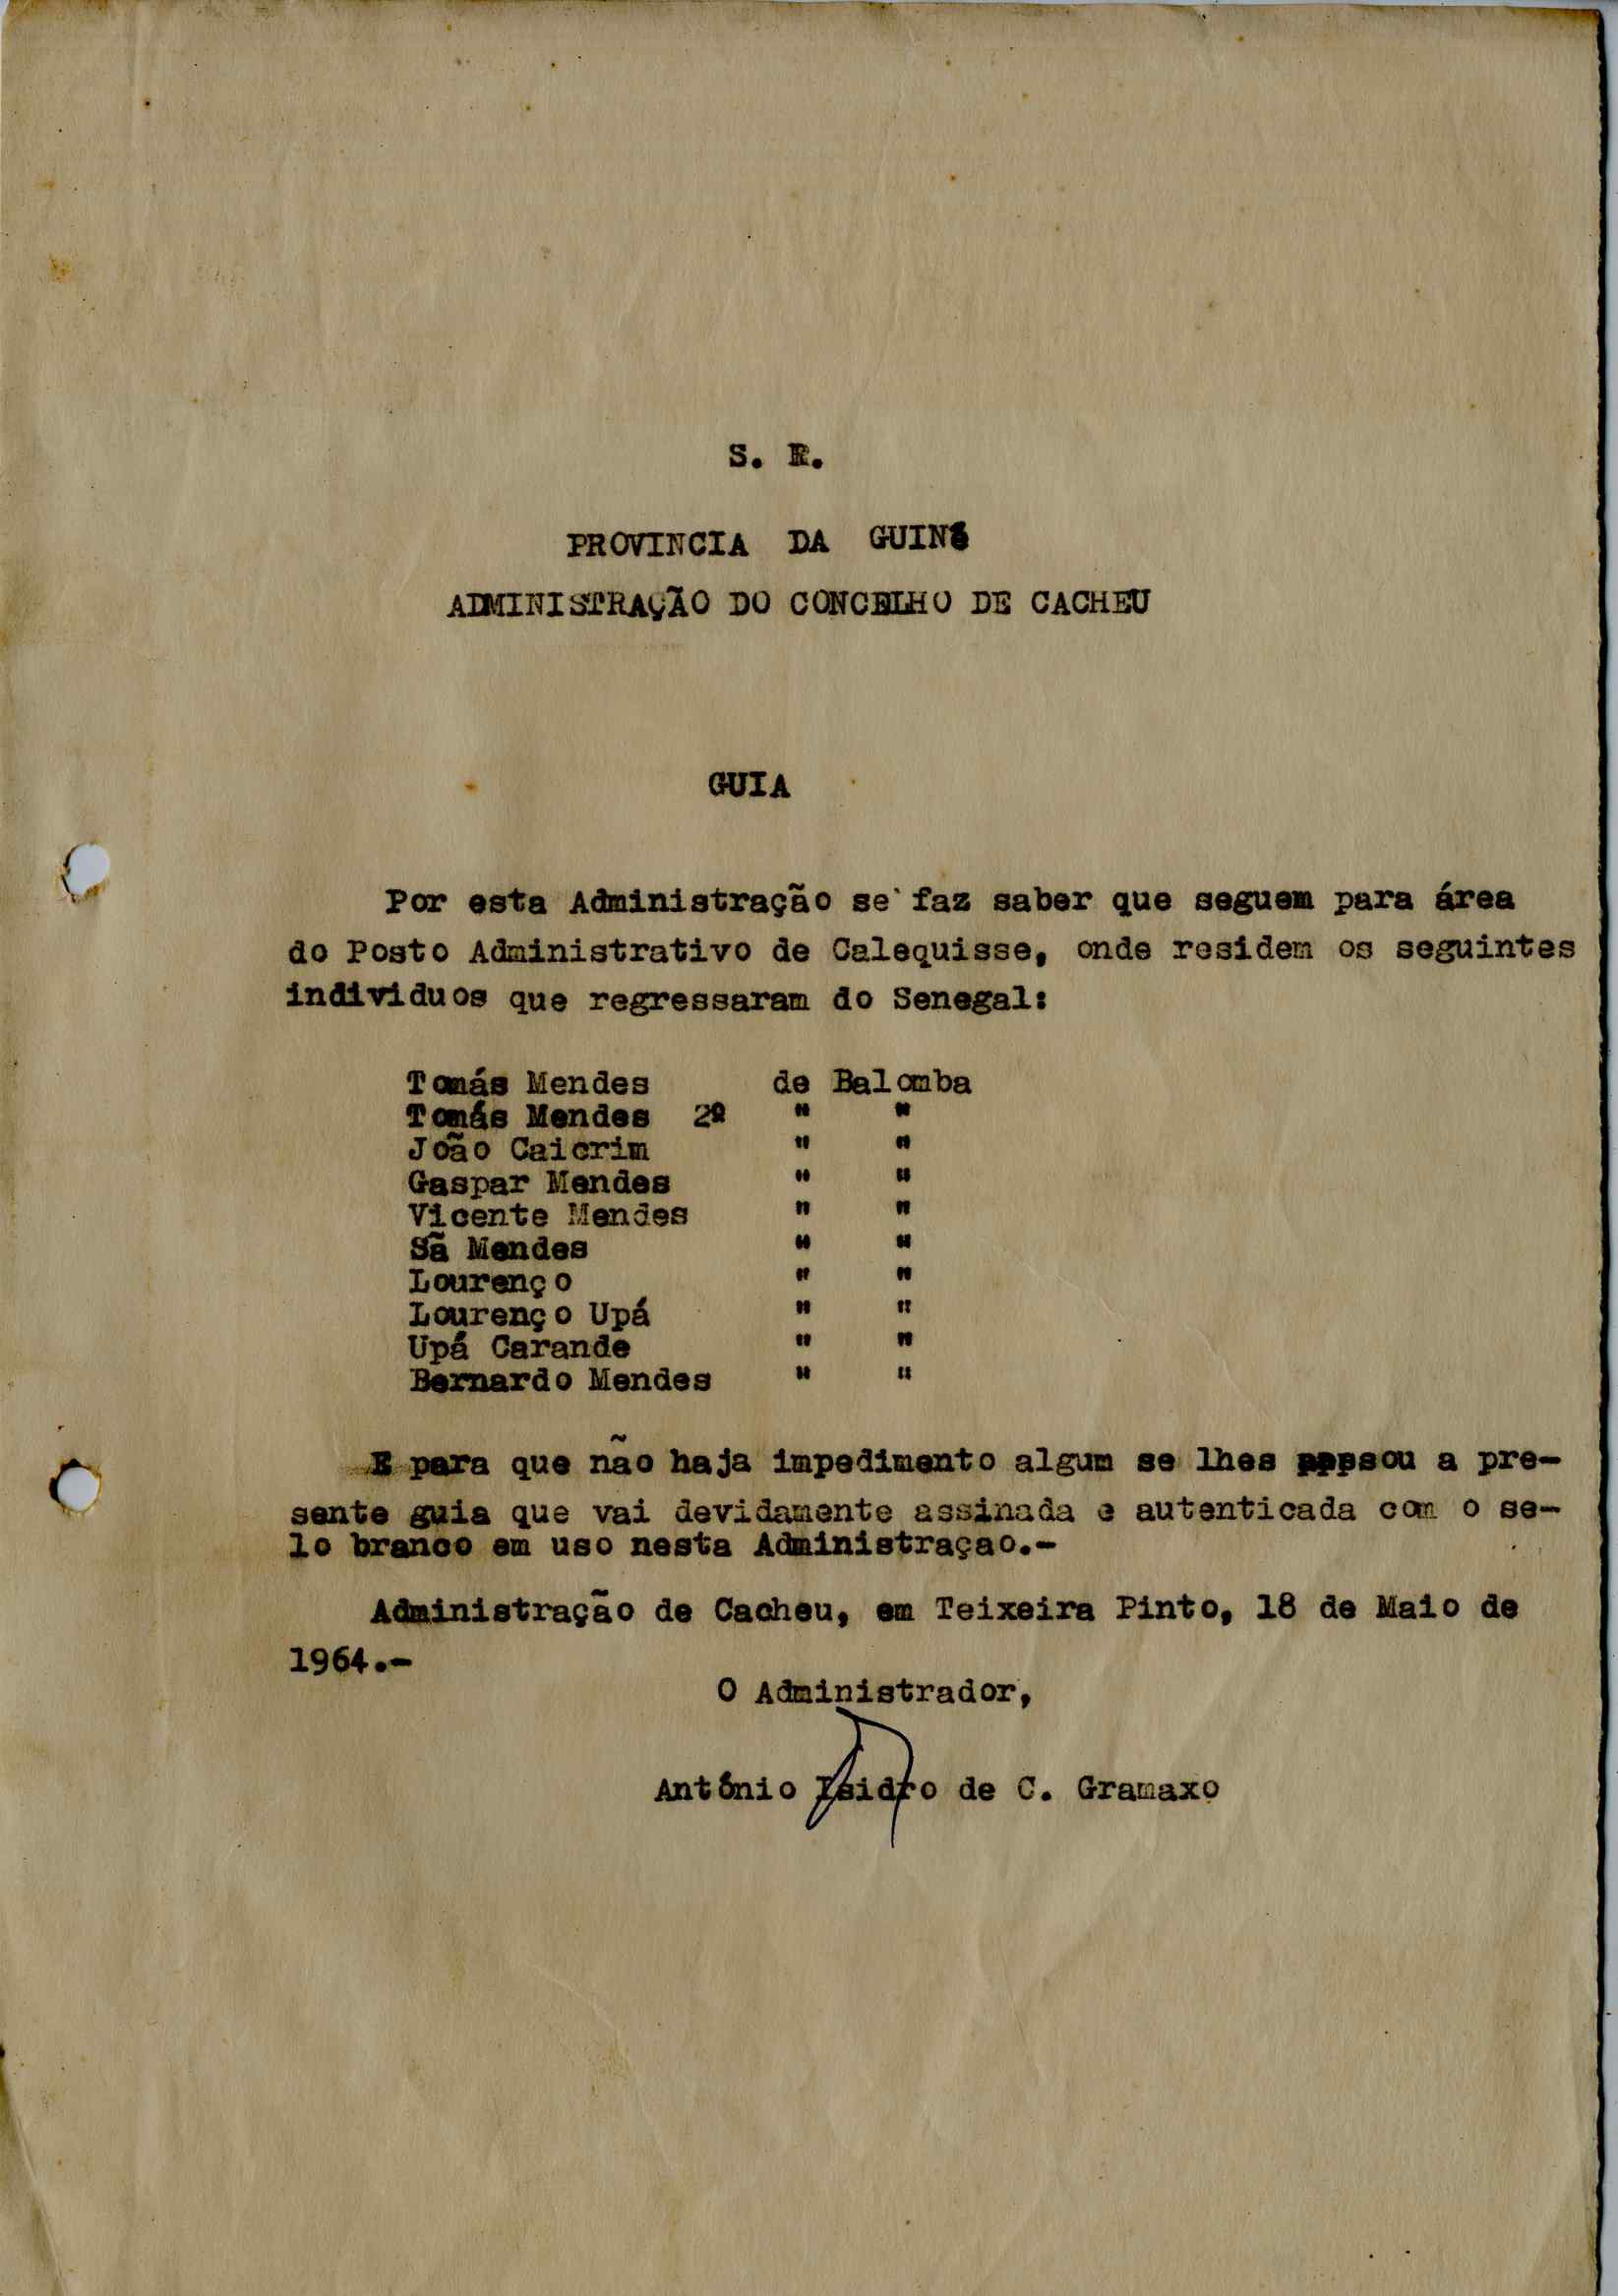 S. R.
PROVINCIA DA GUINÉ
ADMINISTRAÇÃO DO CONCELHO DE CACHEU
GUIA
Por esta Administração se faz saber que seguem para área
do Posto Administrativo de Calequisse, onde residem os seguintes
individuos que regressaram do Senegal:
Tomás Mendes de Balomba
Tomás Mendes 2º " "
João Caicrim " "
Gaspar Mendes " "
Vicente Mendes " "
Sã Mendes " "
Lourenço " "
Lourenço Upá " "
Upá Carande " "
Bernardo Mendes " "
E para que não haja impedimento algum se lhes passou a pre-
sente guia que vai devidamente assinada e autenticada com o se-
lo branco em uso nesta Administraçao.-
Administração de Cacheu, em Teixeira Pinto, 18 de Maio de
1964.-
O Administrador,
António Isidro de C. Gramaxo